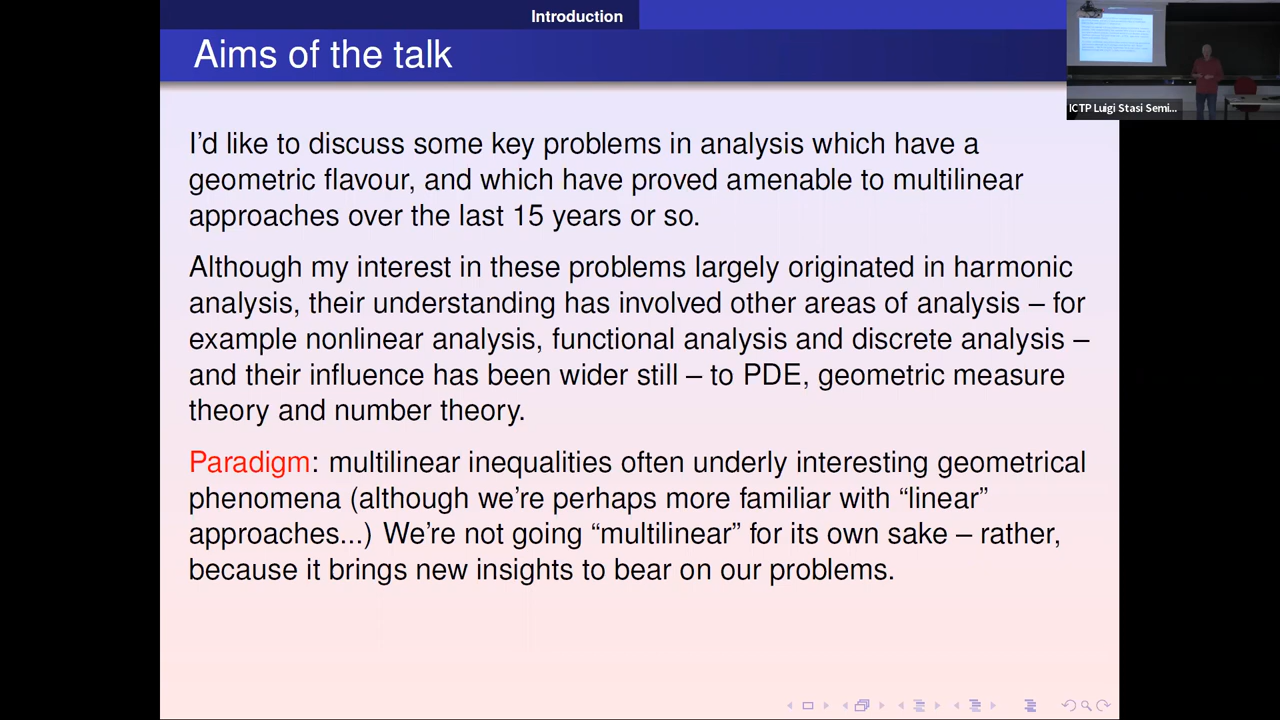 Introduction
Aims of the talk
ICTP Luigi Stasi Semi...
I'd like to discuss some key problems in analysis which have a
geometric flavour, and which have proved amenable to multilinear
approaches over the last 15 years or so.
Although my interest in these problems largely originated in harmonic
analysis, their understanding has involved other areas of analysis – for
example nonlinear analysis, functional analysis and discrete analysis –
and their influence has been wider still – to PDE, geometric measure
theory and number theory.
Paradigm: multilinear inequalities often underly interesting geometrical
phenomena (although we're perhaps more familiar with “linear”
approaches...) We're not going “multilinear” for its own sake – rather,
because it brings new insights to bear on our problems.